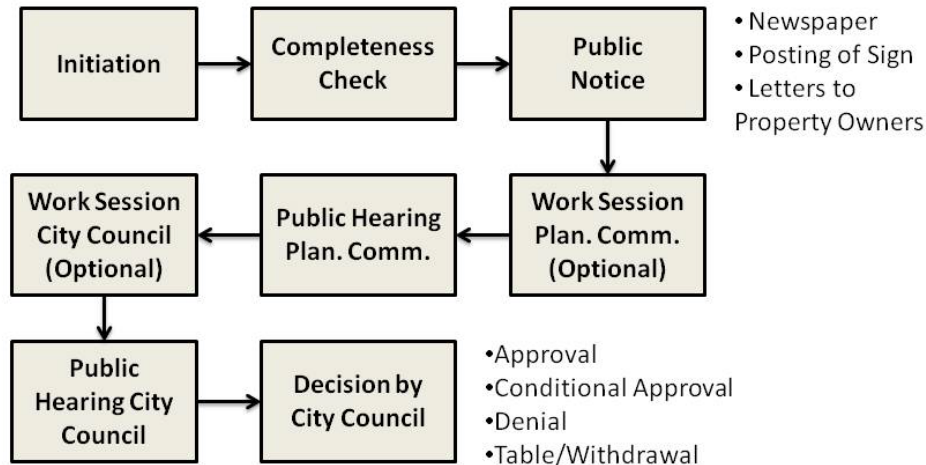 Initiation
Completeness
Check
Public
Notice
• Newspaper
• Posting of Sign
• Letters to
Property Owners
Work Session
City Council
(Optional)
Public Hearing
Plan. Comm.
Work Session
Plan. Comm.
(Optional)
Public
Hearing City
Council
Decision by
City Council
•Approval
•Conditional Approval
•Denial
•Table/Withdrawal